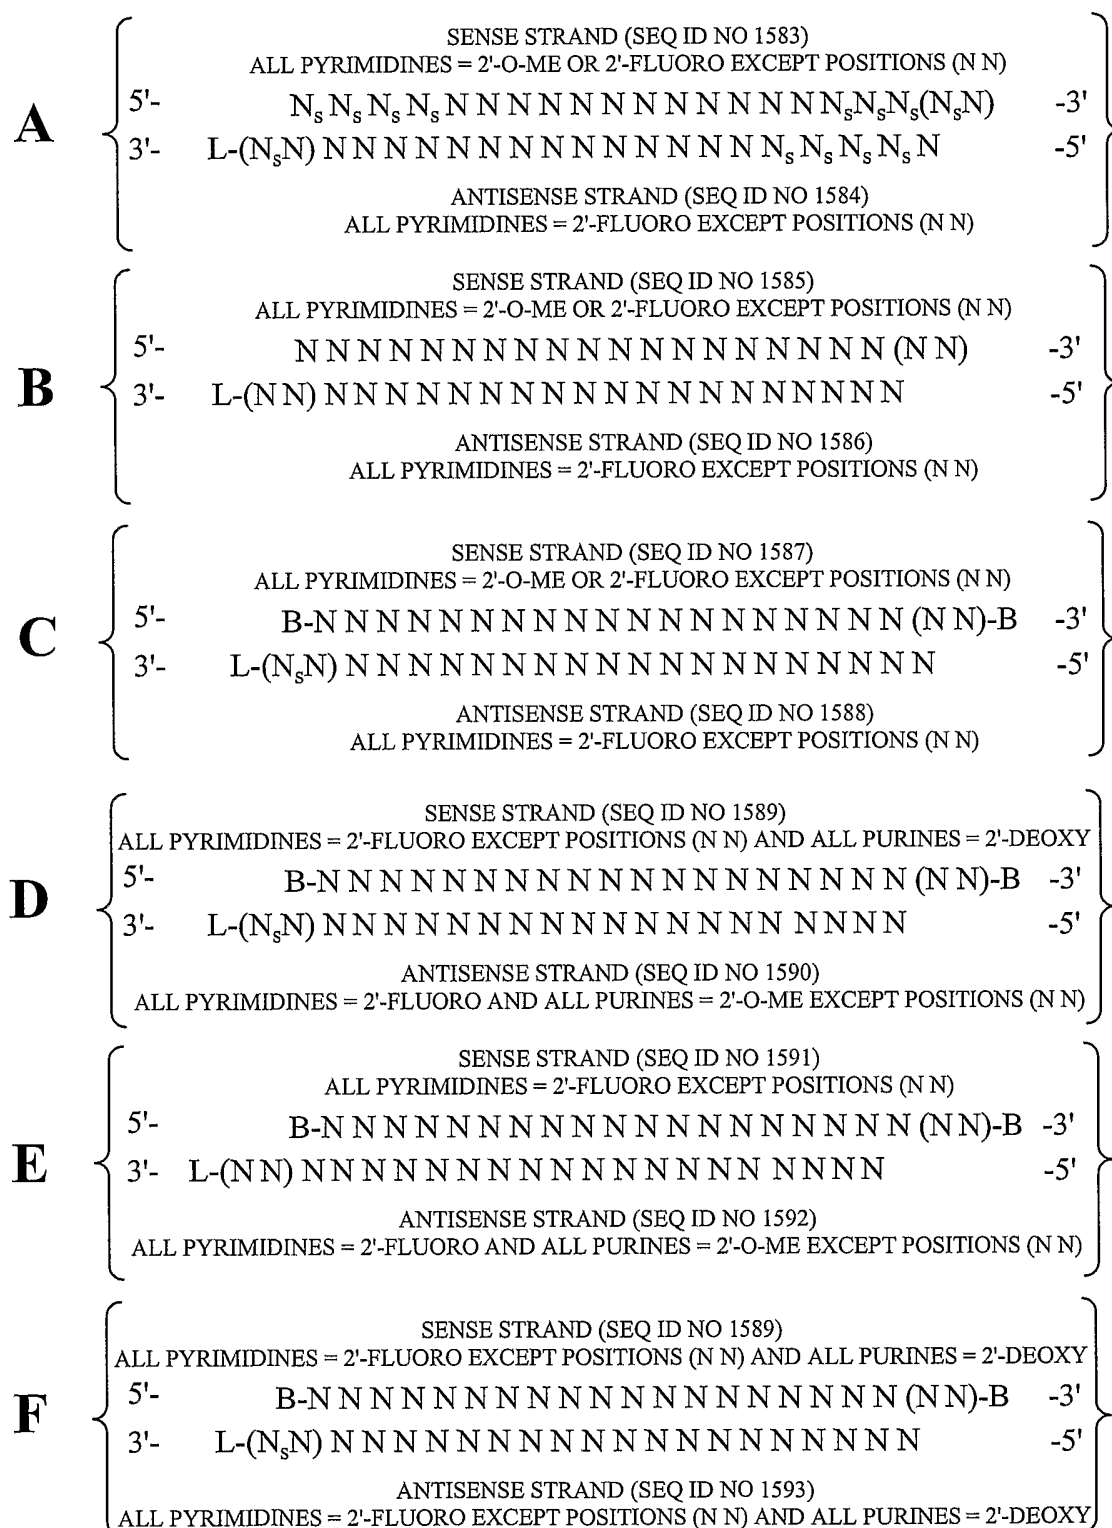 SENSE STRAND (SEQ ID NO 1583)
ALL PYRIMIDINES = 2'-O-ME OR 2'-FLUORO EXCEPT POSITIONS (N N)
A
5'- NsNsNsNsN N N N N N N N N N N N NsNsNs(NsN) -3'
3'- L-(NsN) N N N N N N N N N N N N N N NsNsNsNsN -5'
ANTISENSE STRAND (SEQ ID NO 1584)
ALL PYRIMIDINES = 2'-FLUORO EXCEPT POSITIONS (N N)
SENSE STRAND (SEQ ID NO 1585)
ALL PYRIMIDINES = 2'-O-ME OR 2'-FLUORO EXCEPT POSITIONS (N N)
B
5'- N N N N N N N N N N N N N N N N N N N (N N) -3'
3'- L-(N N) N N N N N N N N N N N N N N N N N N N -5'
ANTISENSE STRAND (SEQ ID NO 1586)
ALL PYRIMIDINES = 2'-FLUORO EXCEPT POSITIONS (N N)
SENSE STRAND (SEQ ID NO 1587)
ALL PYRIMIDINES = 2'-O-ME OR 2'-FLUORO EXCEPT POSITIONS (N N)
C
5'- B-N N N N N N N N N N N N N N N N N N N (N N)-B -3'
3'- L-(NsN) N N N N N N N N N N N N N N N N N N N -5'
ANTISENSE STRAND (SEQ ID NO 1588)
ALL PYRIMIDINES = 2'-FLUORO EXCEPT POSITIONS (N N)
SENSE STRAND (SEQ ID NO 1589)
ALL PYRIMIDINES = 2'-FLUORO EXCEPT POSITIONS (N N) AND ALL PURINES = 2'-DEOXY
D
5'- B-N N N N N N N N N N N N N N N N N N N (N N)-B -3'
3'- L-(NsN) N N N N N N N N N N N N N N N N N N N -5'
ANTISENSE STRAND (SEQ ID NO 1590)
ALL PYRIMIDINES = 2'-FLUORO AND ALL PURINES = 2'-O-ME EXCEPT POSITIONS (N N)
SENSE STRAND (SEQ ID NO 1591)
ALL PYRIMIDINES = 2'-FLUORO EXCEPT POSITIONS (N N)
E
5'- B-N N N N N N N N N N N N N N N N N N N (N N)-B -3'
3'- L-(N N) N N N N N N N N N N N N N N N N N N N -5'
ANTISENSE STRAND (SEQ ID NO 1592)
ALL PYRIMIDINES = 2'-FLUORO AND ALL PURINES = 2'-O-ME EXCEPT POSITIONS (N N)
SENSE STRAND (SEQ ID NO 1589)
ALL PYRIMIDINES = 2'-FLUORO EXCEPT POSITIONS (N N) AND ALL PURINES = 2'-DEOXY
F
5'- B-N N N N N N N N N N N N N N N N N N N (N N)-B -3'
3'- L-(NsN) N N N N N N N N N N N N N N N N N N N -5'
ANTISENSE STRAND (SEQ ID NO 1593)
ALL PYRIMIDINES = 2'-FLUORO EXCEPT POSITIONS (N N) AND ALL PURINES = 2'-DEOXY